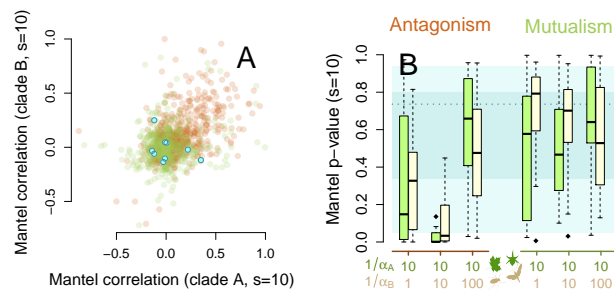 A
Mantel correlation (clade B, s=10)
1.0
0.5
0.0
−0.5
−0.5 0.0 0.5 1.0
Mantel correlation (clade A, s=10)
Antagonism Mutualism
B
Mantel p−value (s=10)
1.0
0.8
0.6
0.4
0.2
0.0
1/αA 10 10 10 10 10 10
1/αB 1 10 100 1 10 100